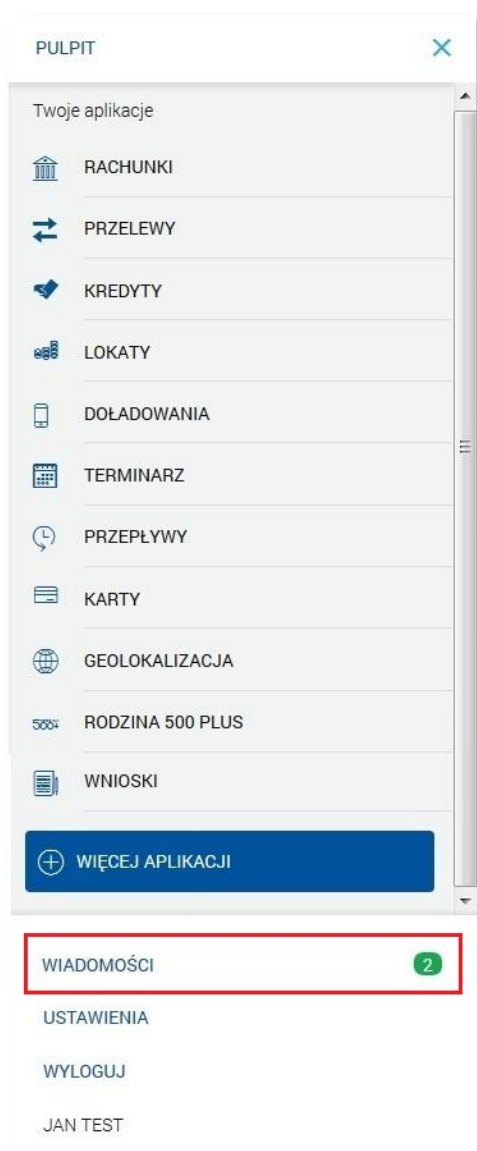 PULPIT
Twoje aplikacje
RACHUNKI
PRZELEWY
KREDYTY
LOKATY
DOŁADOWANIA
TERMINARZ
PRZEPŁYWY
KARTY
GEOLOKALIZACJA
RODZINA 500 PLUS
WNIOSKI
WIĘCEJ APLIKACJI
WIADOMOŚCI 2
USTAWIENIA
WYLOGUJ
JAN TEST